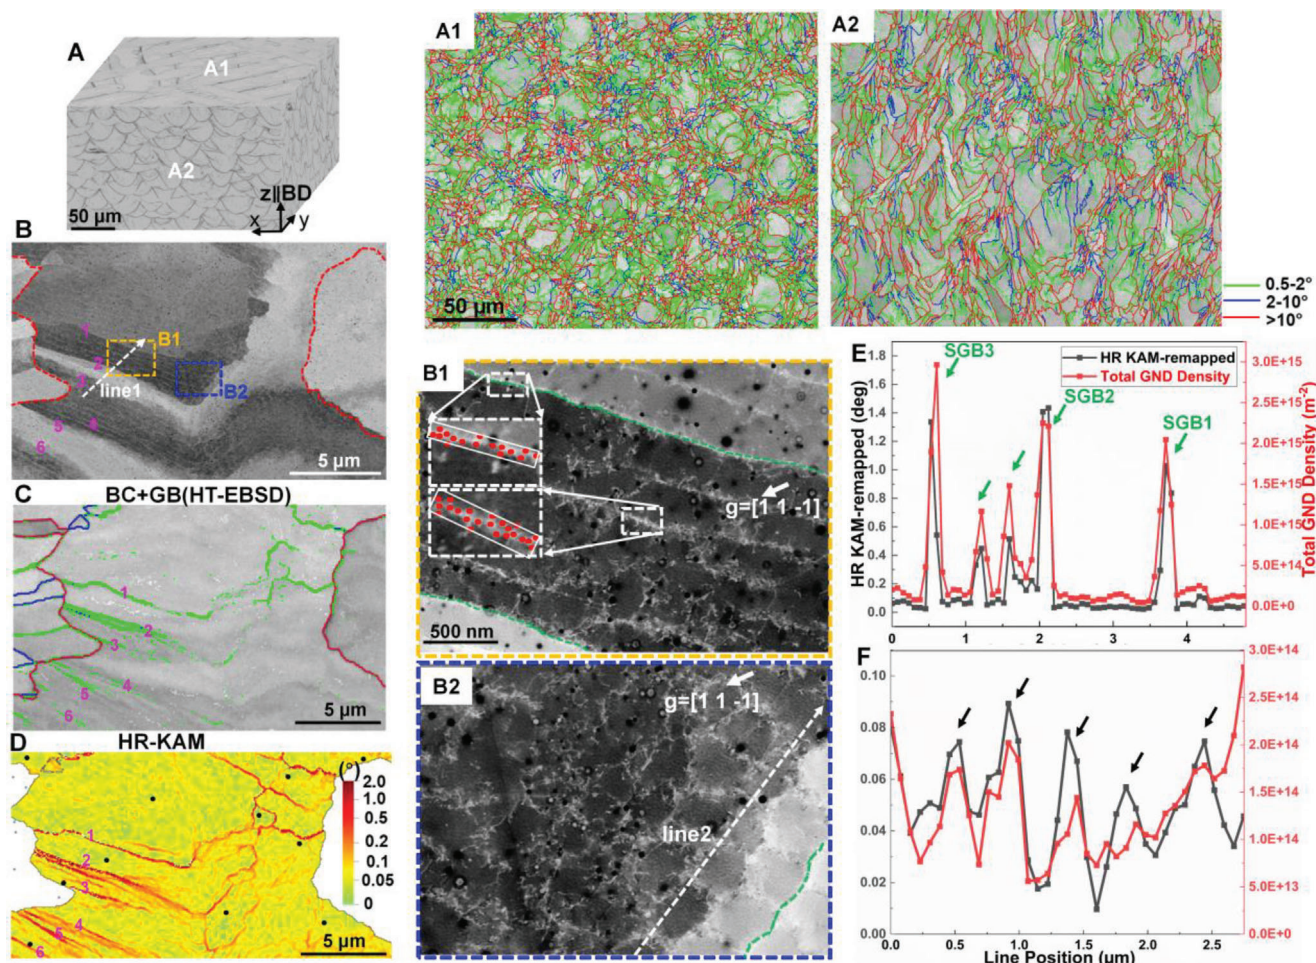 A
A1
A2
50 µm
z||BD
x
y
A1
50 µm
A2
0.5-2°
2-10°
>10°
B
1
2
3
line1
B1
B2
4
5
6
5 µm
C
BC+GB(HT-EBSD)
1
2
3
4
5
6
5 µm
D
HR-KAM
(°)
2.0
1.0
0.5
0.2
0.1
0.05
0
1
2
3
4
5
6
5 µm
B1
g=[1 1 -1]
500 nm
B2
g=[1 1 -1]
line2
E
SGB3
HR KAM-remapped
Total GND Density
SGB2
SGB1
HR KAM-remapped (deg)
1.8
1.6
1.4
1.2
1.0
0.8
0.6
0.4
0.2
0.0
0 1 2 3 4
3.0E+15
2.5E+15
2.0E+15
1.5E+15
1.0E+15
5.0E+14
0.0E+00
Total GND Density (m⁻²)
F
0.10
0.08
0.06
0.04
0.02
0.00
3.0E+14
2.5E+14
2.0E+14
1.5E+14
1.0E+14
5.0E+13
0.0E+00
0.0 0.5 1.0 1.5 2.0 2.5
Line Position (µm)